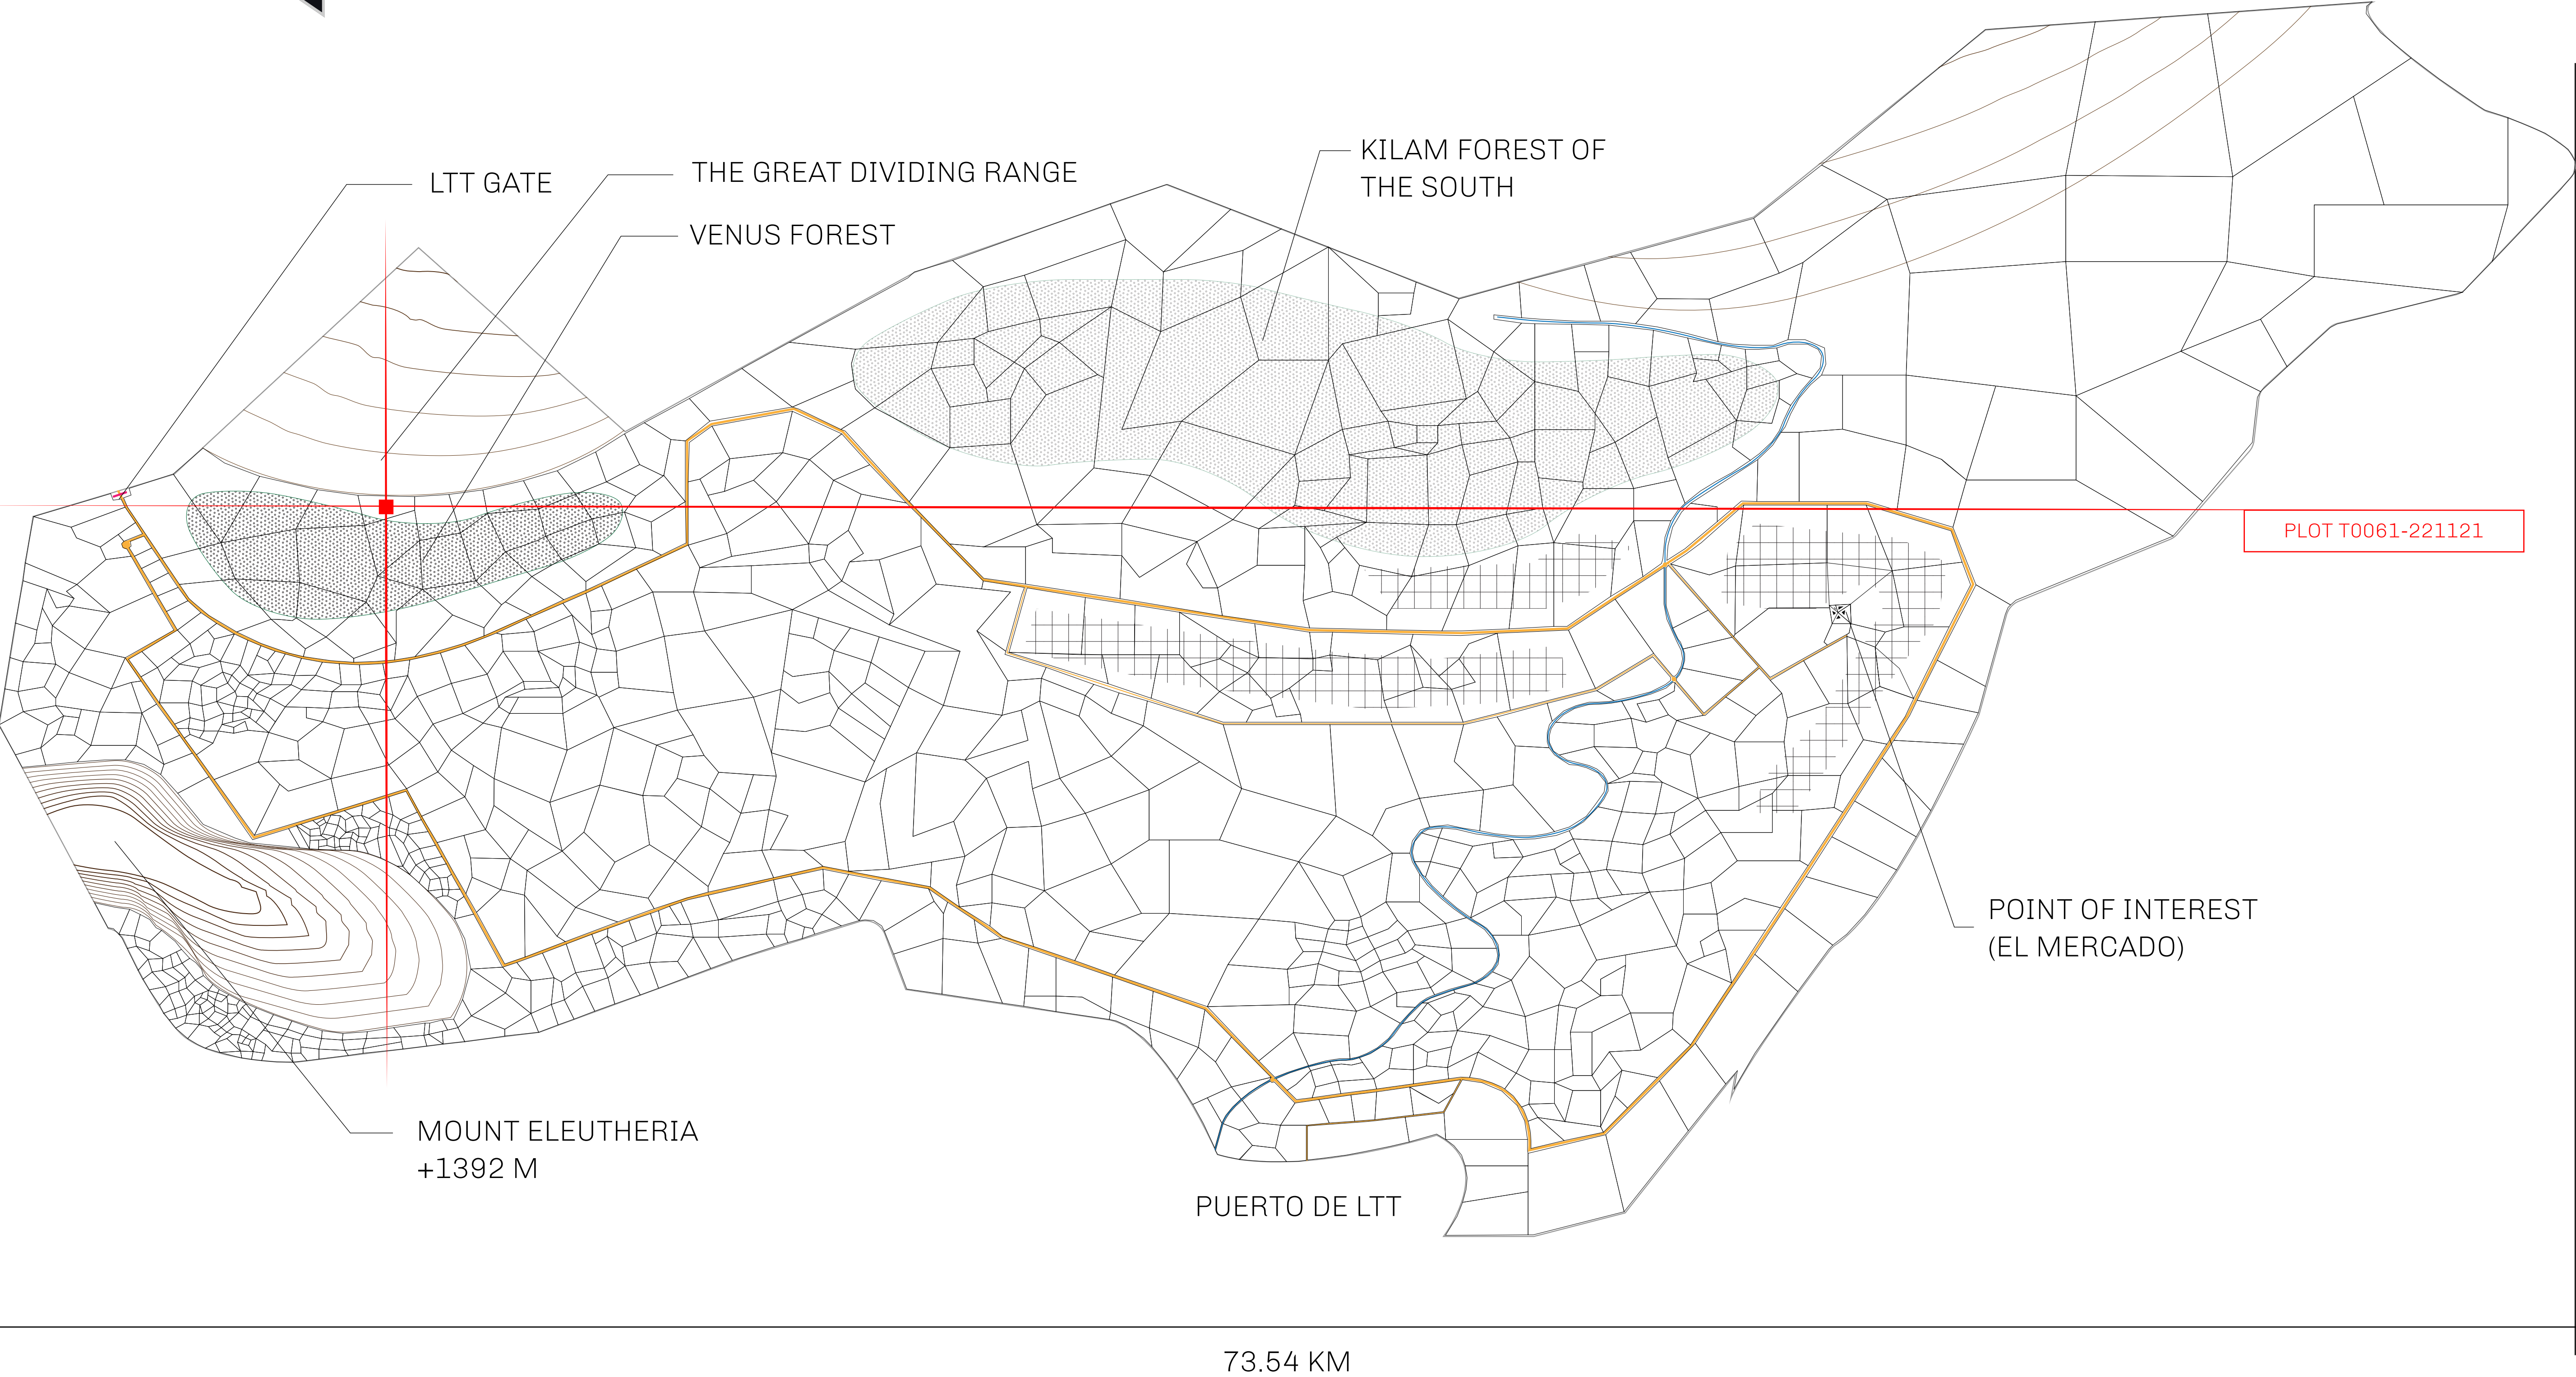 KILAM FOREST OF
THE SOUTH
LTT GATE
THE GREAT DIVIDING RANGE
VENUS FOREST
PLOT T0061-221121
POINT OF INTEREST
(EL MERCADO)
MOUNT ELEUTHERIA
+1392 M
PUERTO DE LTT
73.54 KM